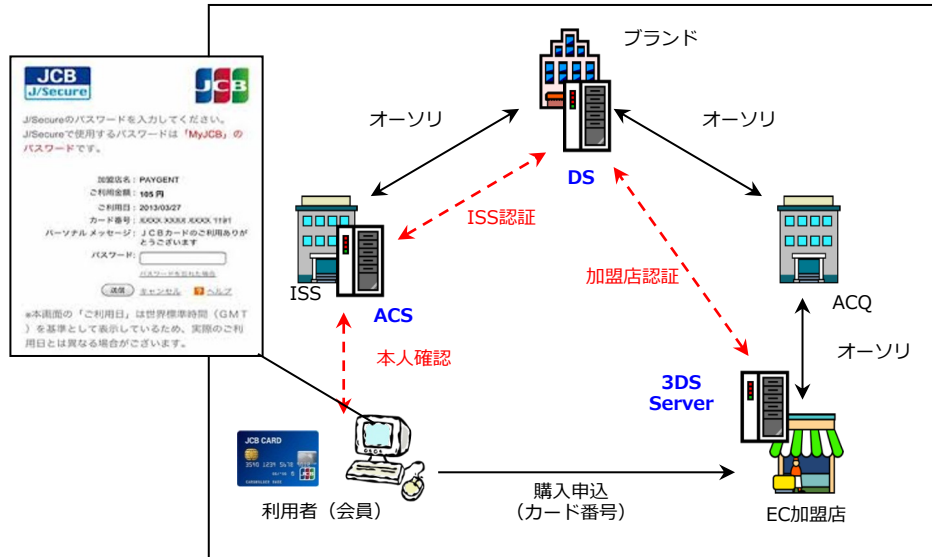 JCB
J/Secure
JCB
J/Secureのパスワードを入力してください。
J/Secureで使用するパスワードは「MyJCB」の
パスワードです。
加盟店名：PAYGENT
ご利用金額：105 円
ご利用日：2013/03/27
カード番号：XXXX XXXX XXXX 1191
パーソナル メッセージ：ＪＣＢカードのご利用ありが
とうございます
パスワード：
パスワードを忘れた場合
送信 キャンセル ? ヘルプ
※本画面の「ご利用日」は世界標準時間（ＧＭＴ
）を基準として表示しているため、実際のご利
用日とは異なる場合がございます。
ブランド
オーソリ
オーソリ
DS
ISS認証
加盟店認証
ISS
ACS
ACQ
本人確認
オーソリ
3DS
Server
JCB CARD
JCB
購入申込
（カード番号）
利用者（会員）
EC加盟店